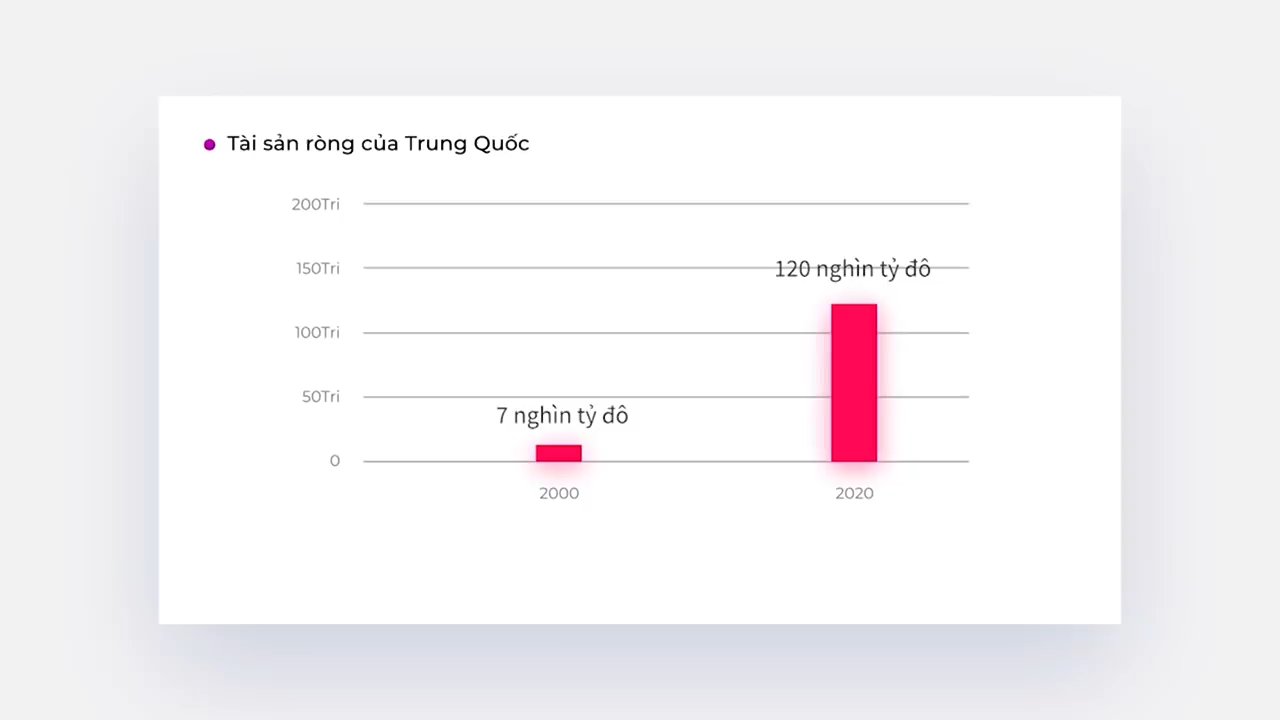 Tài sản ròng của Trung Quốc
200Tri
150Tri
120 nghìn tỷ đô
100Tri
50Tri
7 nghìn tỷ đô
0
2000 2020